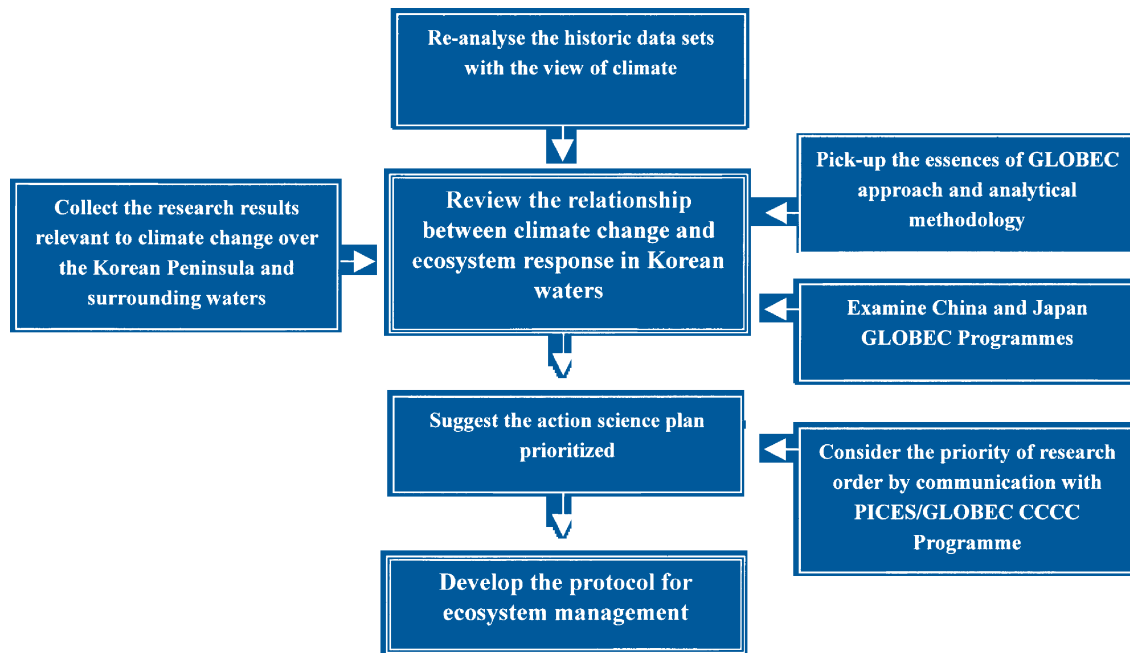 Re-analyse the historic data sets
with the view of climate
Pick-up the essences of GLOBEC
approach and analytical
methodology
Collect the research results
relevant to climate change over
the Korean Peninsula and
surrounding waters
Review the relationship
between climate change and
ecosystem response in Korean
waters
Examine China and Japan
GLOBEC Programmes
Suggest the action science plan
prioritized
Consider the priority of research
order by communication with
PICES/GLOBEC CCCC
Programme
Develop the protocol for
ecosystem management